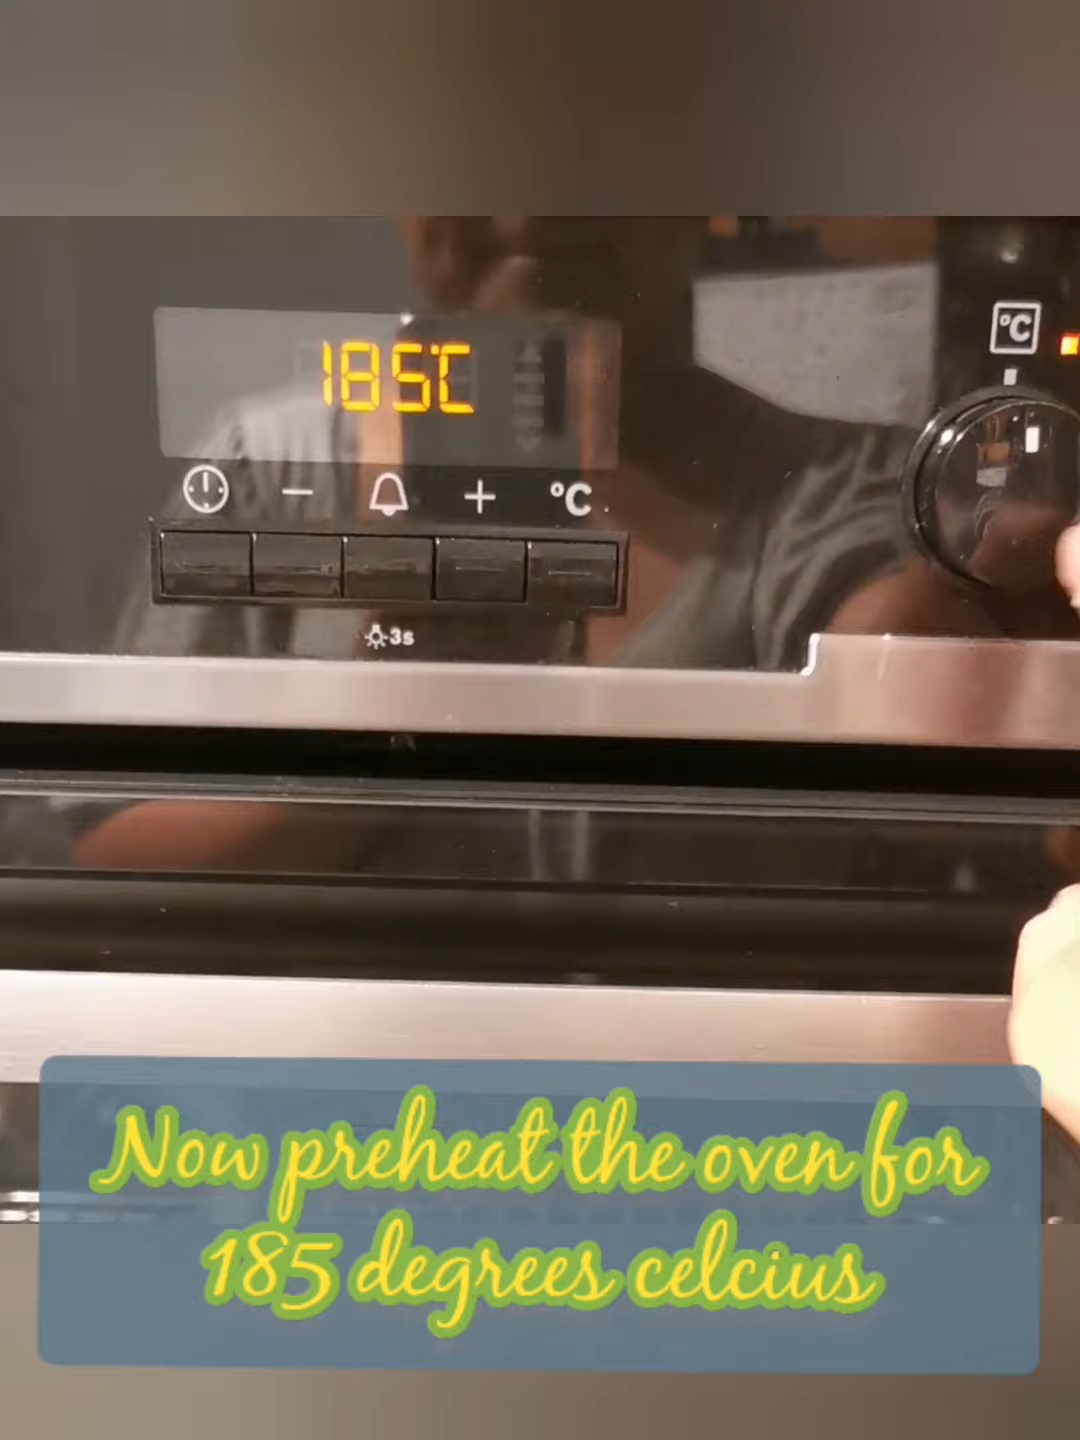 185°C
°C
- + °C
3s
Now preheat the oven for
185 degrees celcius